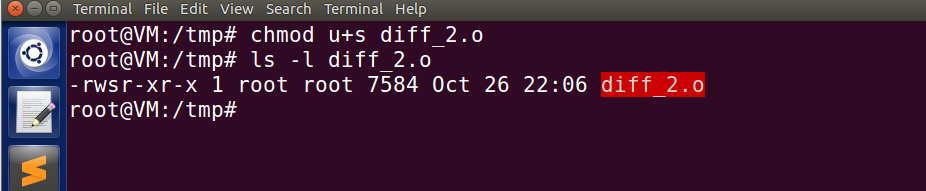 Terminal File Edit View Search Terminal Help
root@VM:/tmp# chmod u+s diff_2.o
root@VM:/tmp# ls -l diff_2.o
-rwsr-xr-x 1 root root 7584 Oct 26 22:06 diff_2.o
root@VM:/tmp#